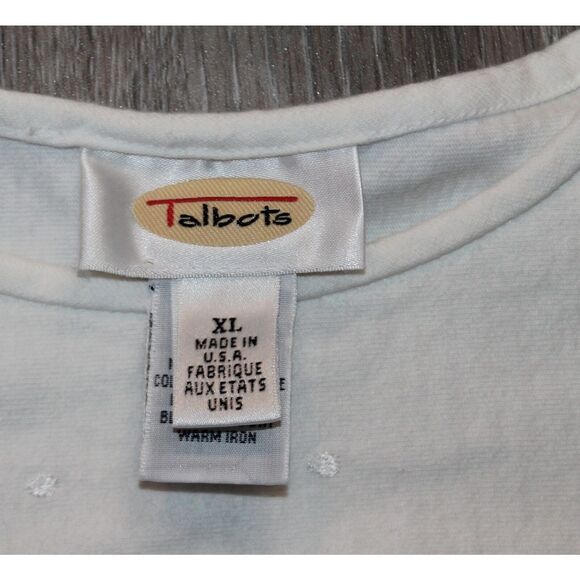 Talbots
XL
MADE IN
U.S.A.
FABRIQUE
AUX ETATS
UNIS
WARM IRON